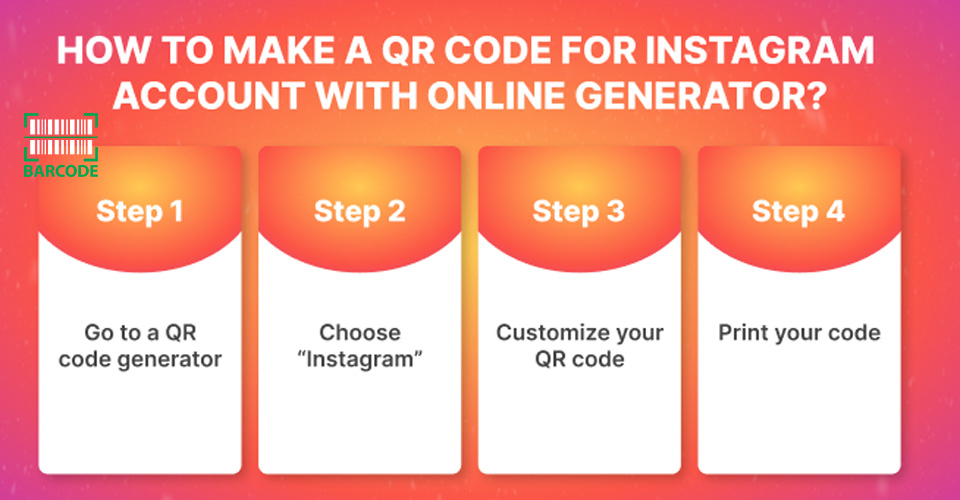 HOW TO MAKE A QR CODE FOR INSTAGRAM
ACCOUNT WITH ONLINE GENERATOR?
BARCODE
Step 1
Go to a QR
code generator
Step 2
Choose
“Instagram”
Step 3
Customize your
QR code
Step 4
Print your code